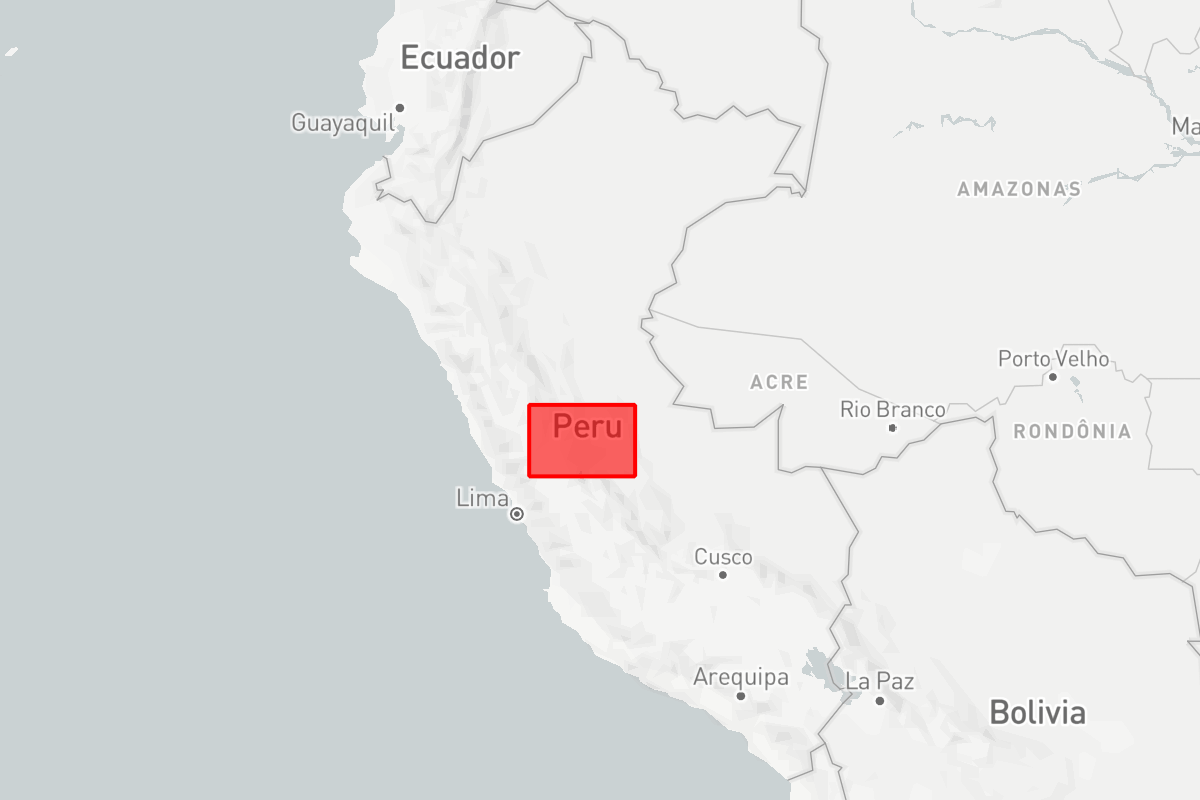 Ecuador
Guayaquil
Ma
AMAZONAS
Porto Velho
ACRE
Rio Branco
Peru
RONDÔNIA
Lima
Cusco
Arequipa
La Paz
Bolivia